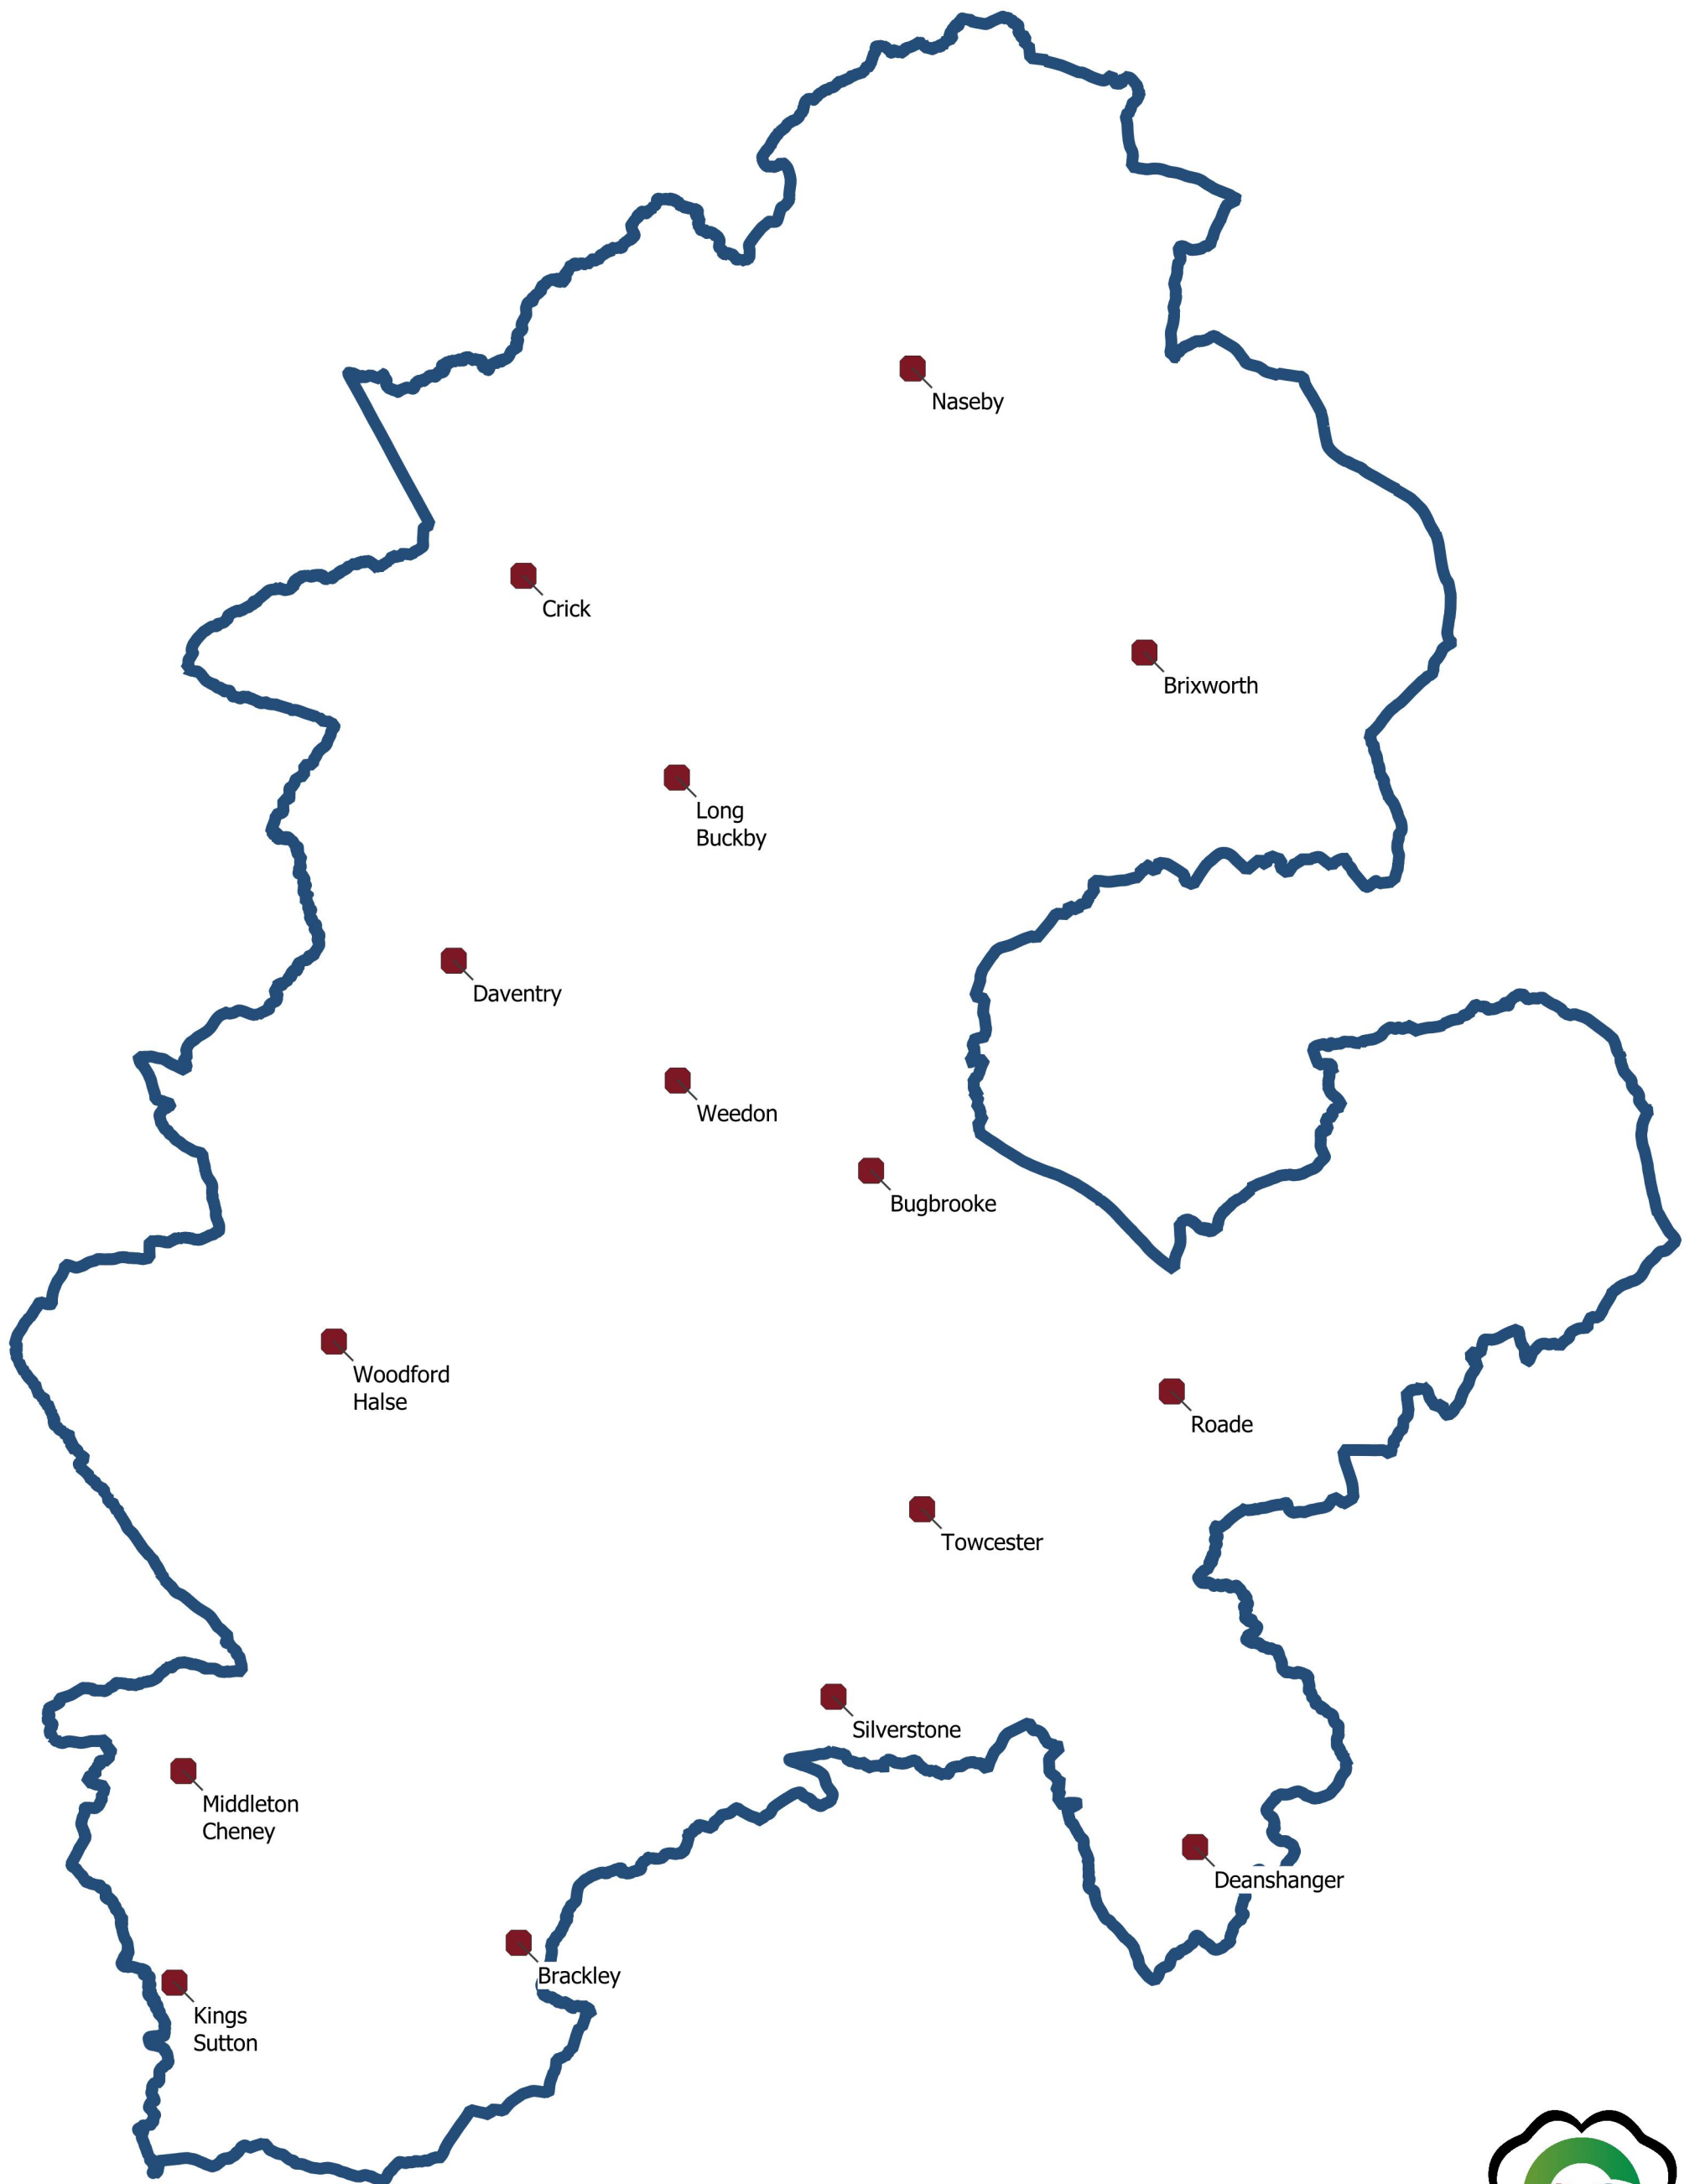 Naseby
Crick
Brixworth
Long
Buckby
Daventry
Weedon
Bugbrooke
Woodford
Halse
Roade
Towcester
Silverstone
Middleton
Cheney
Deanshanger
Brackley
Kings
Sutton